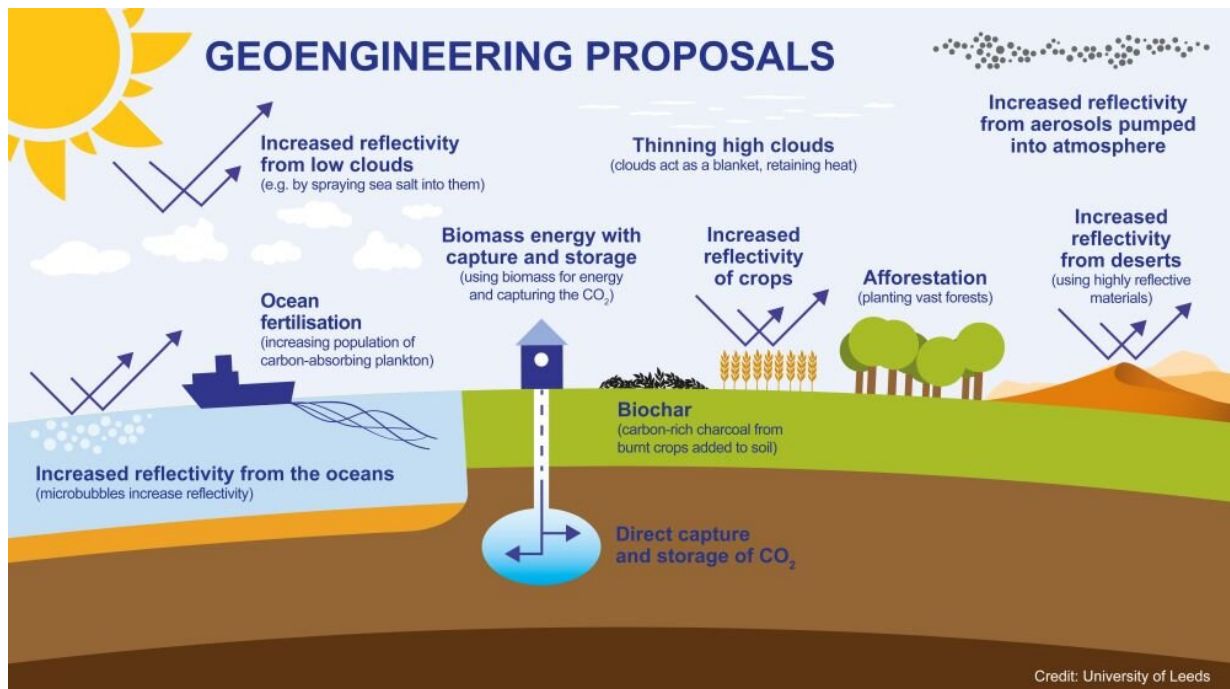 GEOENGINEERING PROPOSALS
Increased reflectivity
from low clouds
(e.g. by spraying sea salt into them)
Thinning high clouds
(clouds act as a blanket, retaining heat)
Increased reflectivity
from aerosols pumped
into atmosphere
Biomass energy with
capture and storage
(using biomass for energy
and capturing the CO₂)
Increased
reflectivity
of crops
Afforestation
(planting vast forests)
Increased
reflectivity
from deserts
(using highly reflective
materials)
Ocean
fertilisation
(increasing population of
carbon-absorbing plankton)
Biochar
(carbon-rich charcoal from
burnt crops added to soil)
Increased reflectivity from the oceans
(microbubbles increase reflectivity)
Direct capture
and storage of CO₂
Credit: University of Leeds